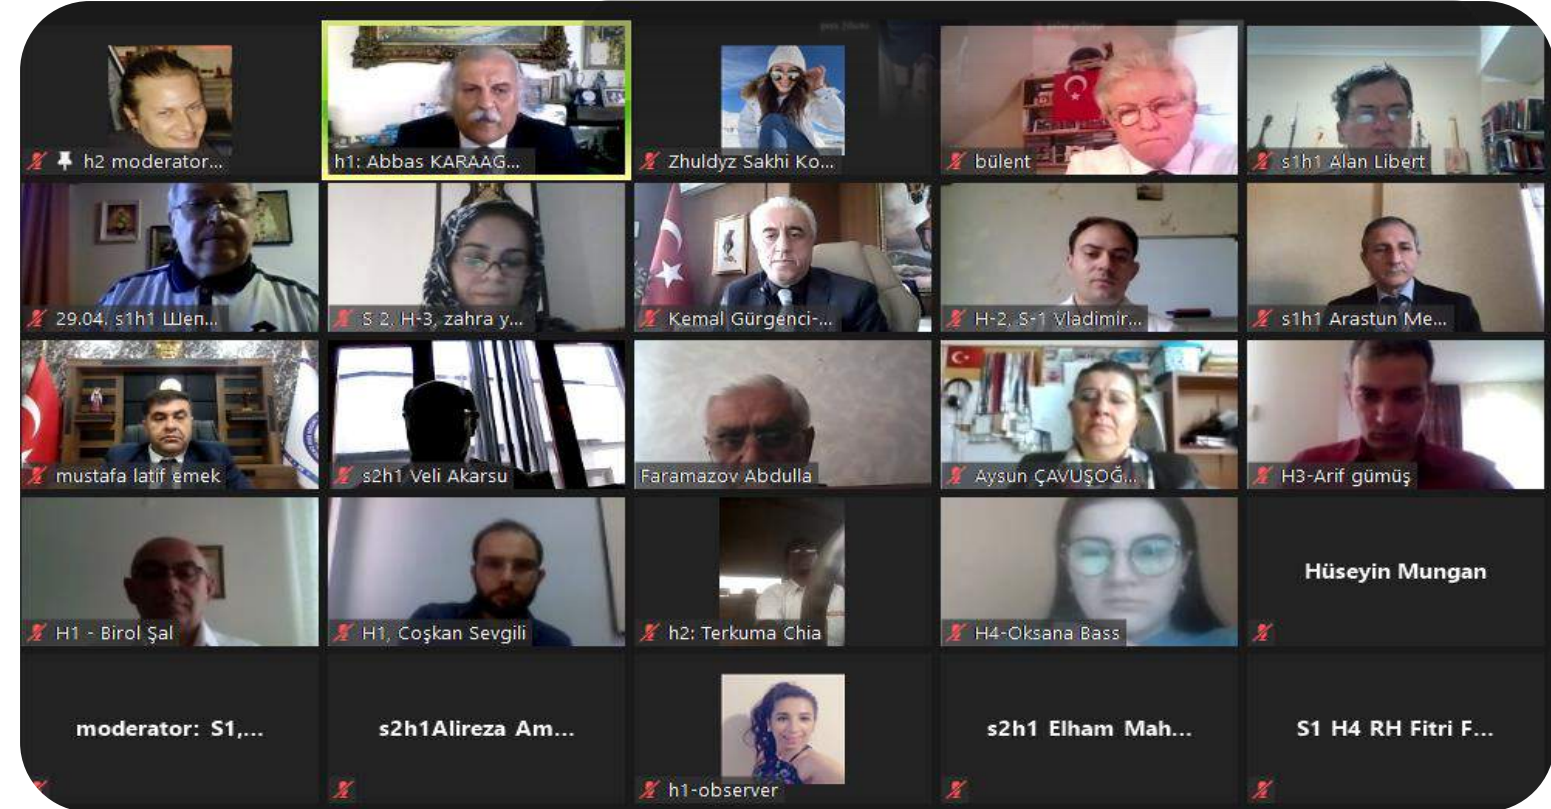 h2 moderator...
h1: Abbas KARAAG...
Zhuldyz Sakhi Ko...
bülent
s1h1 Alan Libert
29.04. s1h1 Шеп...
S 2, H-3, zahra y...
Kemal Gürgenci-...
H-2, S-1 Vladimir...
s1h1 Arastun Me...
mustafa latif emek
s2h1 Veli Akarsu
Faramazov Abdulla
Aysun ÇAVUŞOĞ...
H3-Arif gümüş
H1 - Birol Şal
H1, Coşkan Sevgili
h2: Terkuma Chia
H4-Oksana Bass
Hüseyin Mungan
moderator: S1,...
s2h1Alireza Am...
h1-observer
s2h1 Elham Mah...
S1 H4 RH Fitri F...